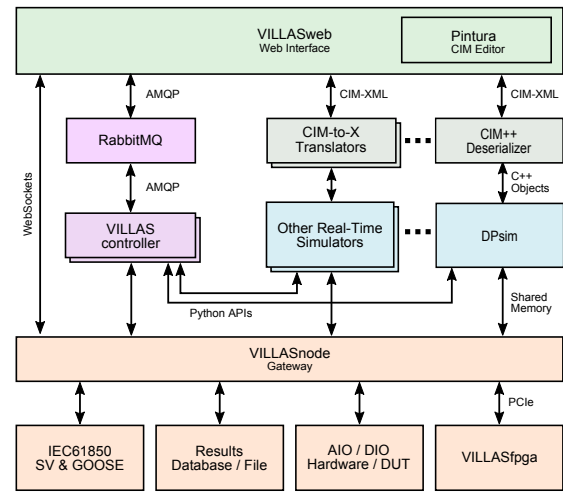 VILLASweb
Web Interface
Pintura
CIM Editor
AMQP
CIM-XML
CIM-XML
RabbitMQ
CIM-to-X
Translators
CIM++
Deserializer
WebSockets
AMQP
C++
Objects
VILLAS
controller
Other Real-Time
Simulators
DPsim
Python APIs
Shared
Memory
VILLASnode
Gateway
PCIe
IEC61850
SV & GOOSE
Results
Database / File
AIO / DIO
Hardware / DUT
VILLASfpga